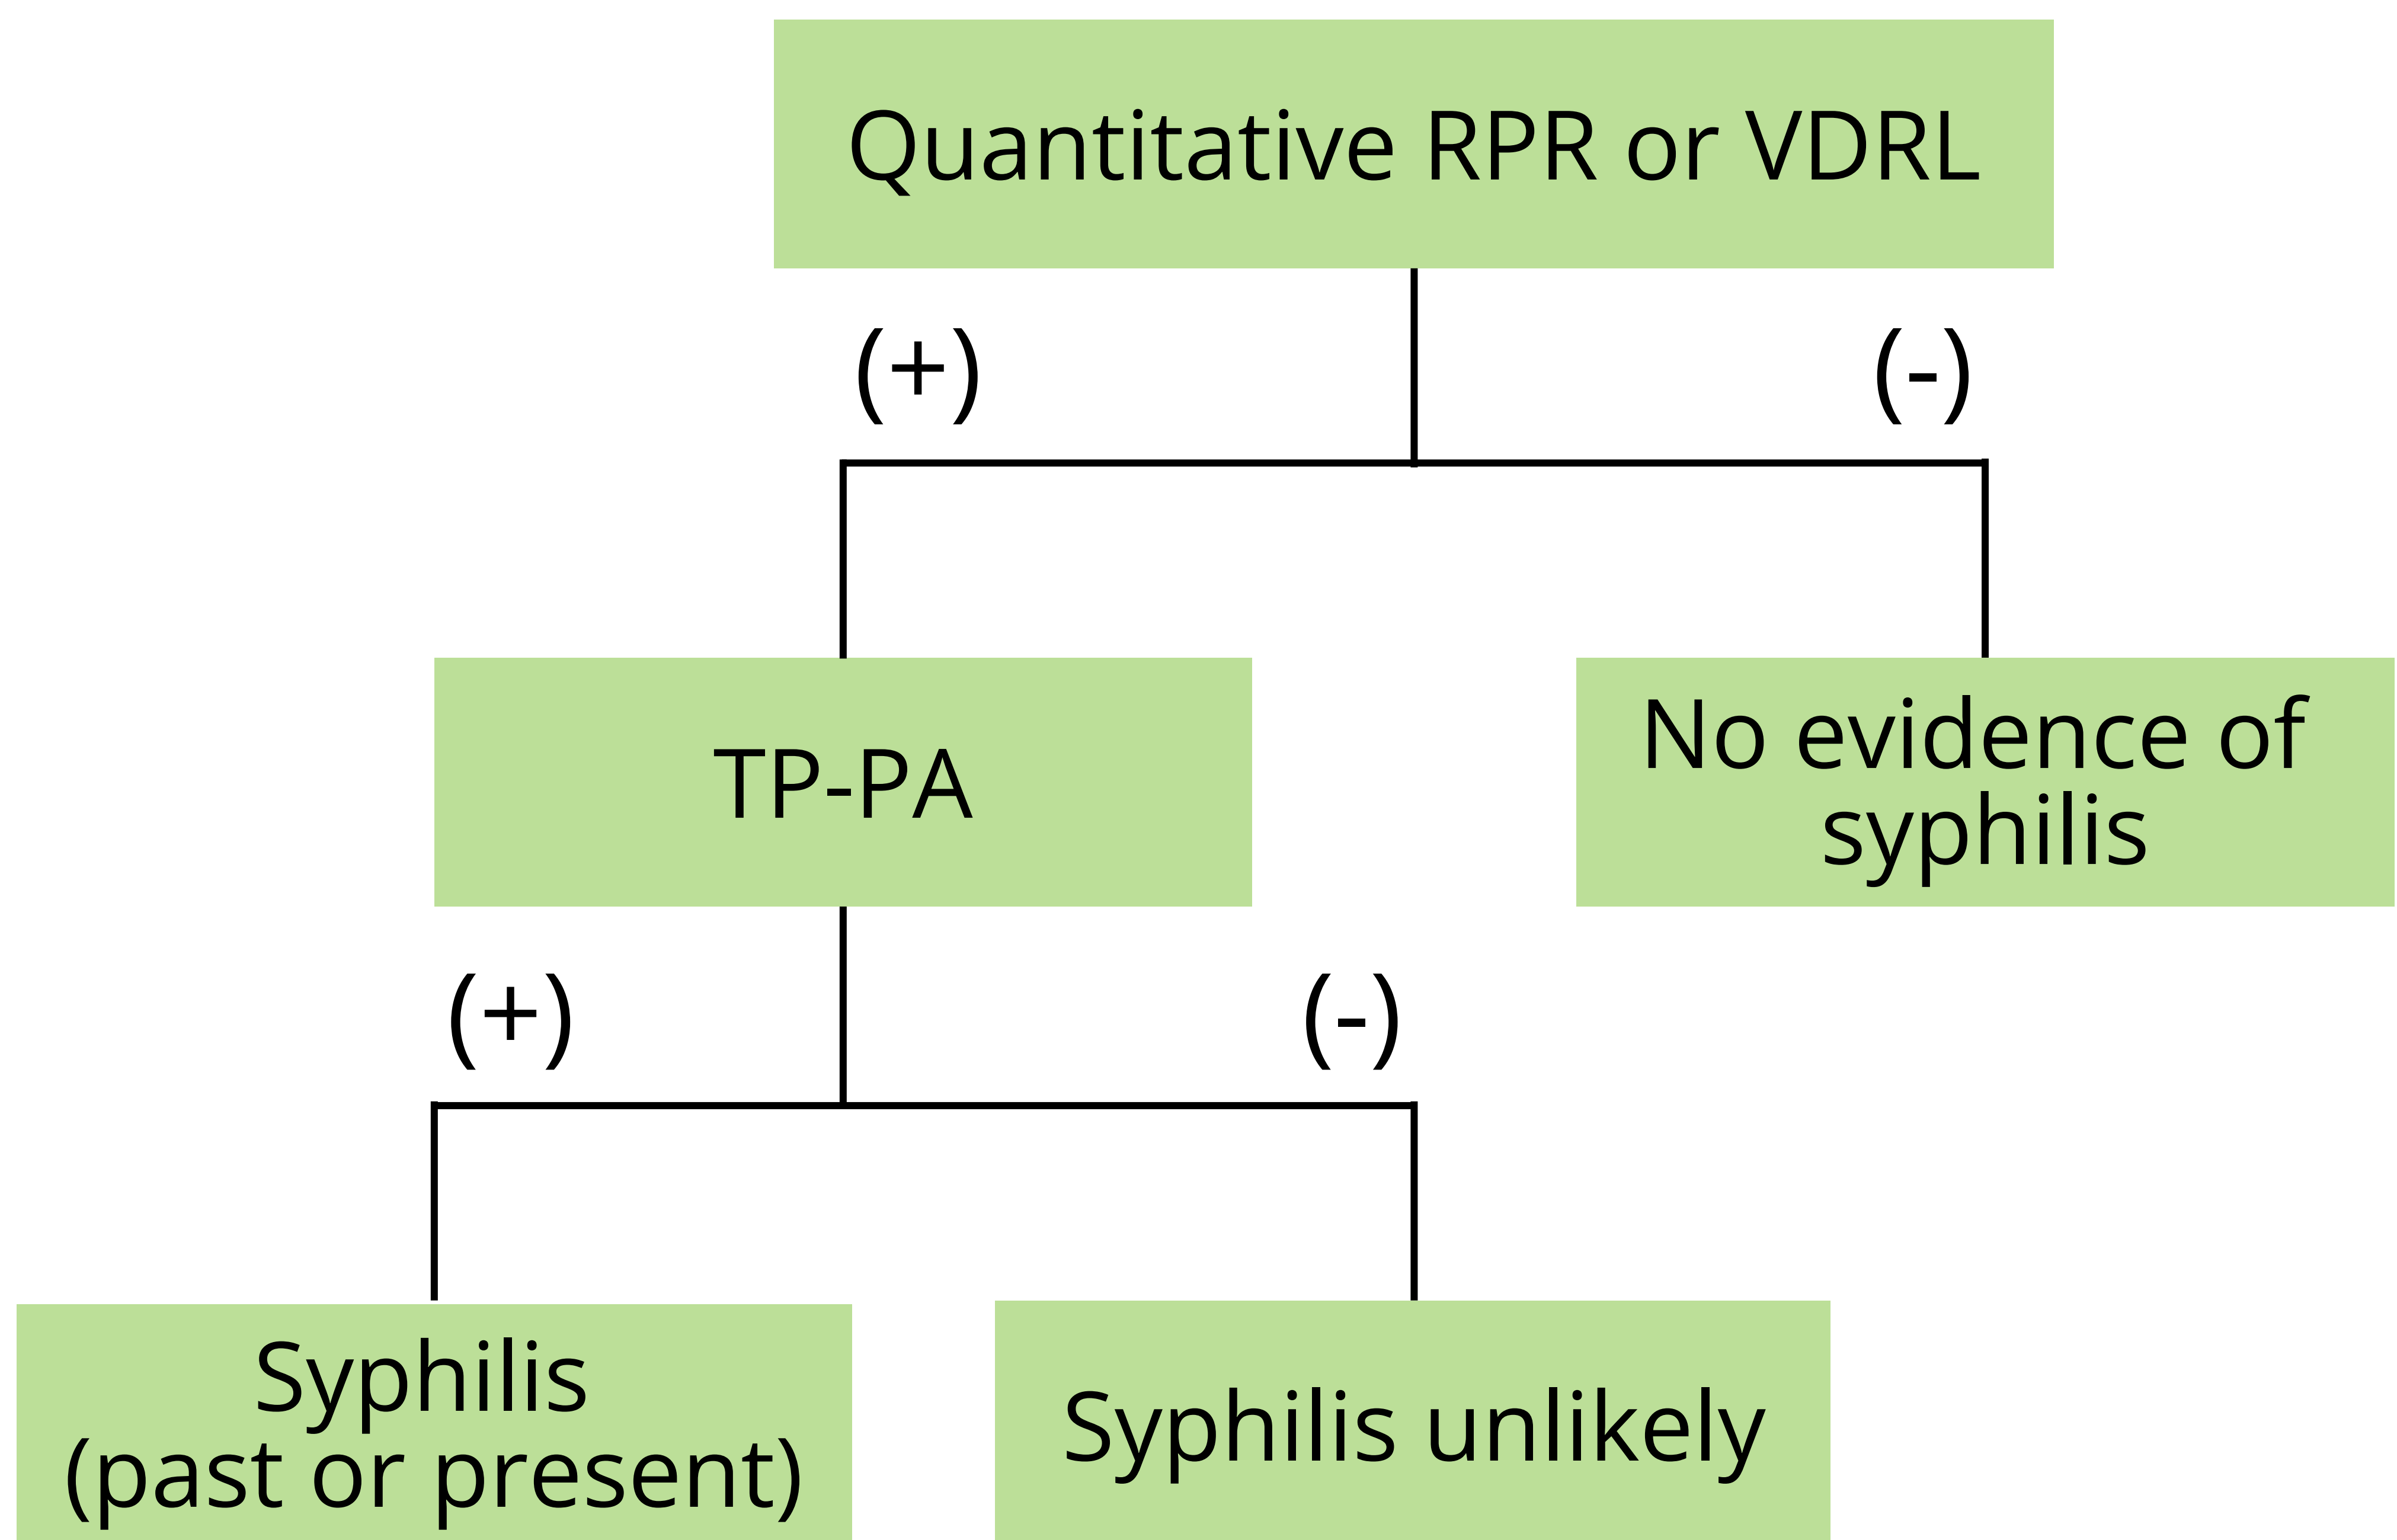 Quantitative RPR or VDRL
(+)
(-)
TP-PA
No evidence of
syphilis
(+)
(-)
Syphilis
(past or present)
Syphilis unlikely